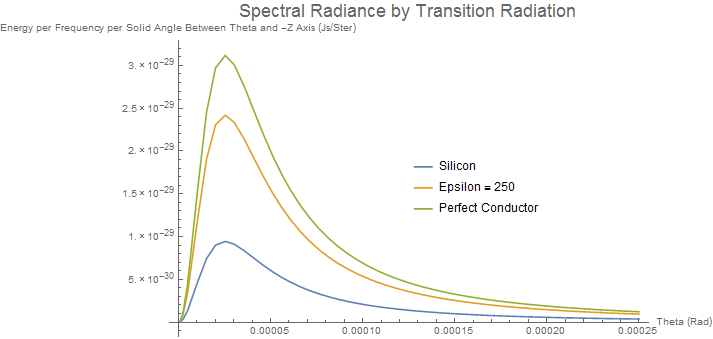 Spectral Radiance by Transition Radiation
Energy per Frequency per Solid Angle Between Theta and −Z Axis (Js/Ster)
3. × 10⁻²⁹
2.5 × 10⁻²⁹
2. × 10⁻²⁹
1.5 × 10⁻²⁹
1. × 10⁻²⁹
5. × 10⁻³⁰
Silicon
Epsilon = 250
Perfect Conductor
0.00005 0.00010 0.00015 0.00020 0.00025 Theta (Rad)